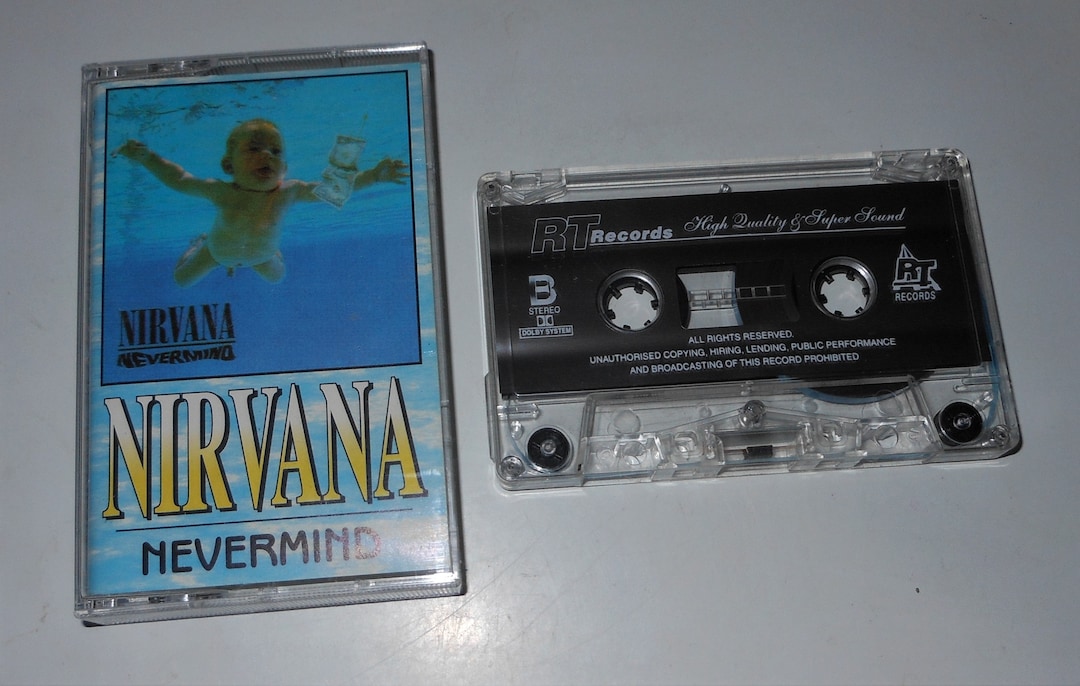 NIRVANA
NEVERMIND
NIRVANA
NEVERMIND
RT Records High Quality & Super Sound
B
STEREO
DOLBY SYSTEM
RT
RECORDS
ALL RIGHTS RESERVED.
UNAUTHORISED COPYING, HIRING, LENDING, PUBLIC PERFORMANCE
AND BROADCASTING OF THIS RECORD PROHIBITED